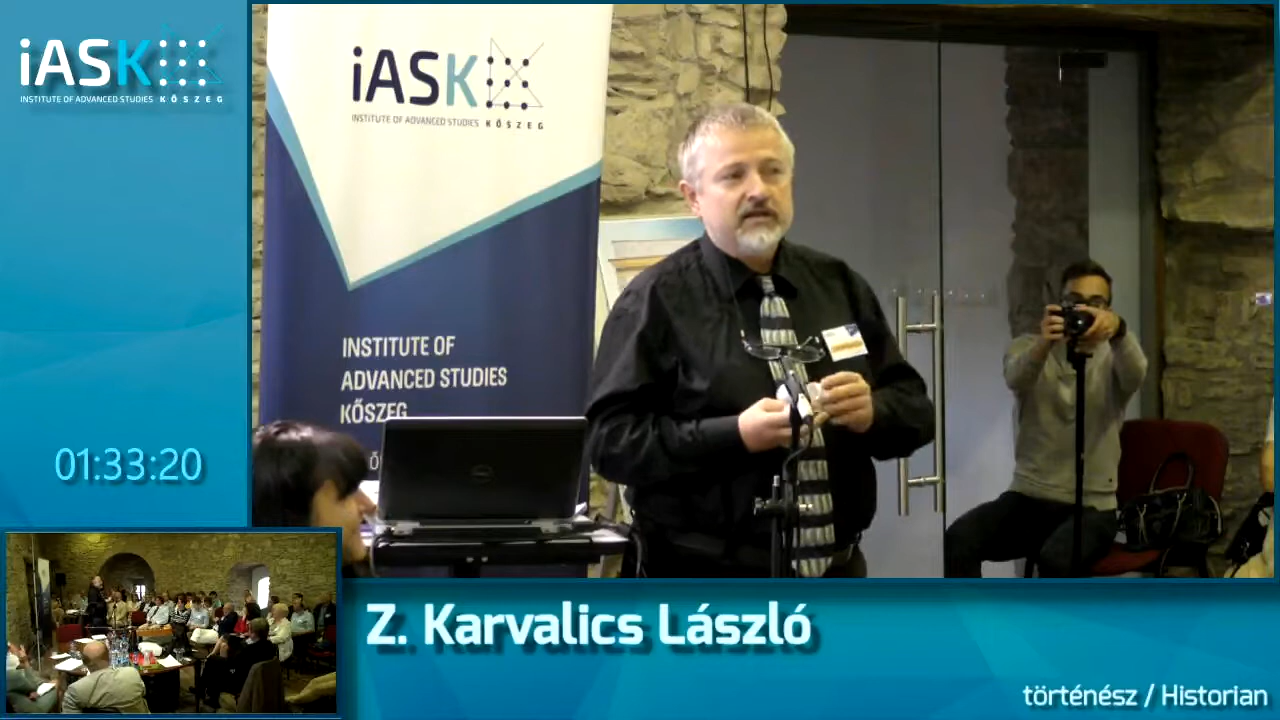 iASK
INSTITUTE OF ADVANCED STUDIES KŐSZEG
iASK
INSTITUTE OF ADVANCED STUDIES KŐSZEG
INSTITUTE OF
ADVANCED STUDIES
KŐSZEG
01:33:20
Z. Karvalics László
történész / Historian